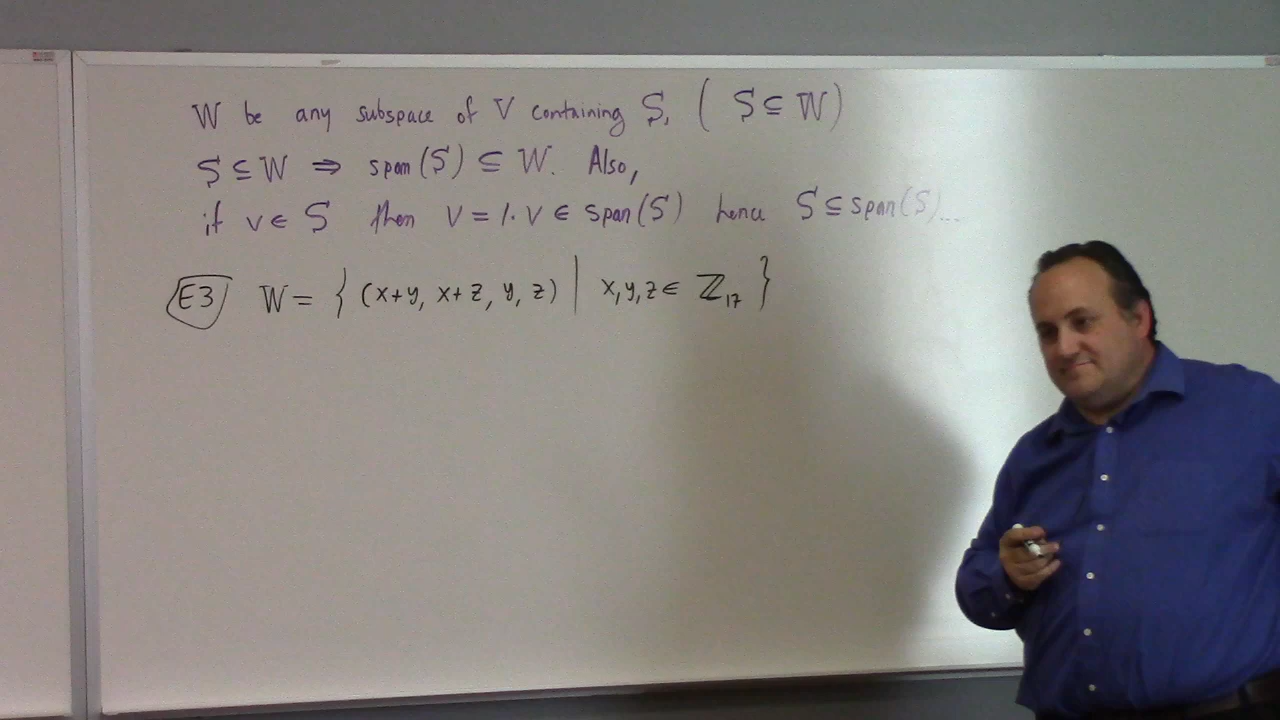 W be any subspace of V containing S. ( S ⊆ W )
S ⊆ W ⇒ span(S) ⊆ W. Also,
if v ∈ S then v = 1·v ∈ span(S) hence S ⊆ span(S)...
E3 W = { (x+y, x+z, y, z) | x,y,z ∈ ℤ₁₇ }